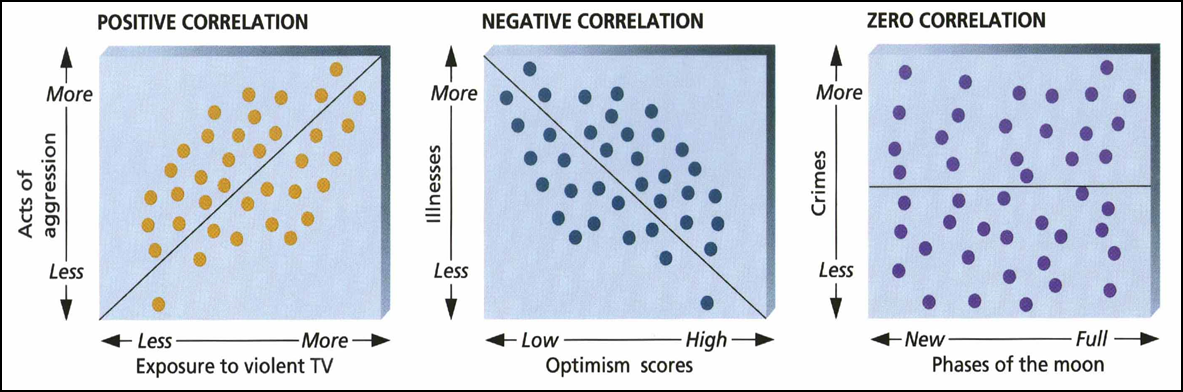 POSITIVE CORRELATION
More
Acts of
aggression
Less
Less
More
Exposure to violent TV
NEGATIVE CORRELATION
More
Illnesses
Less
Low
High
Optimism scores
ZERO CORRELATION
More
Crimes
Less
New
Full
Phases of the moon